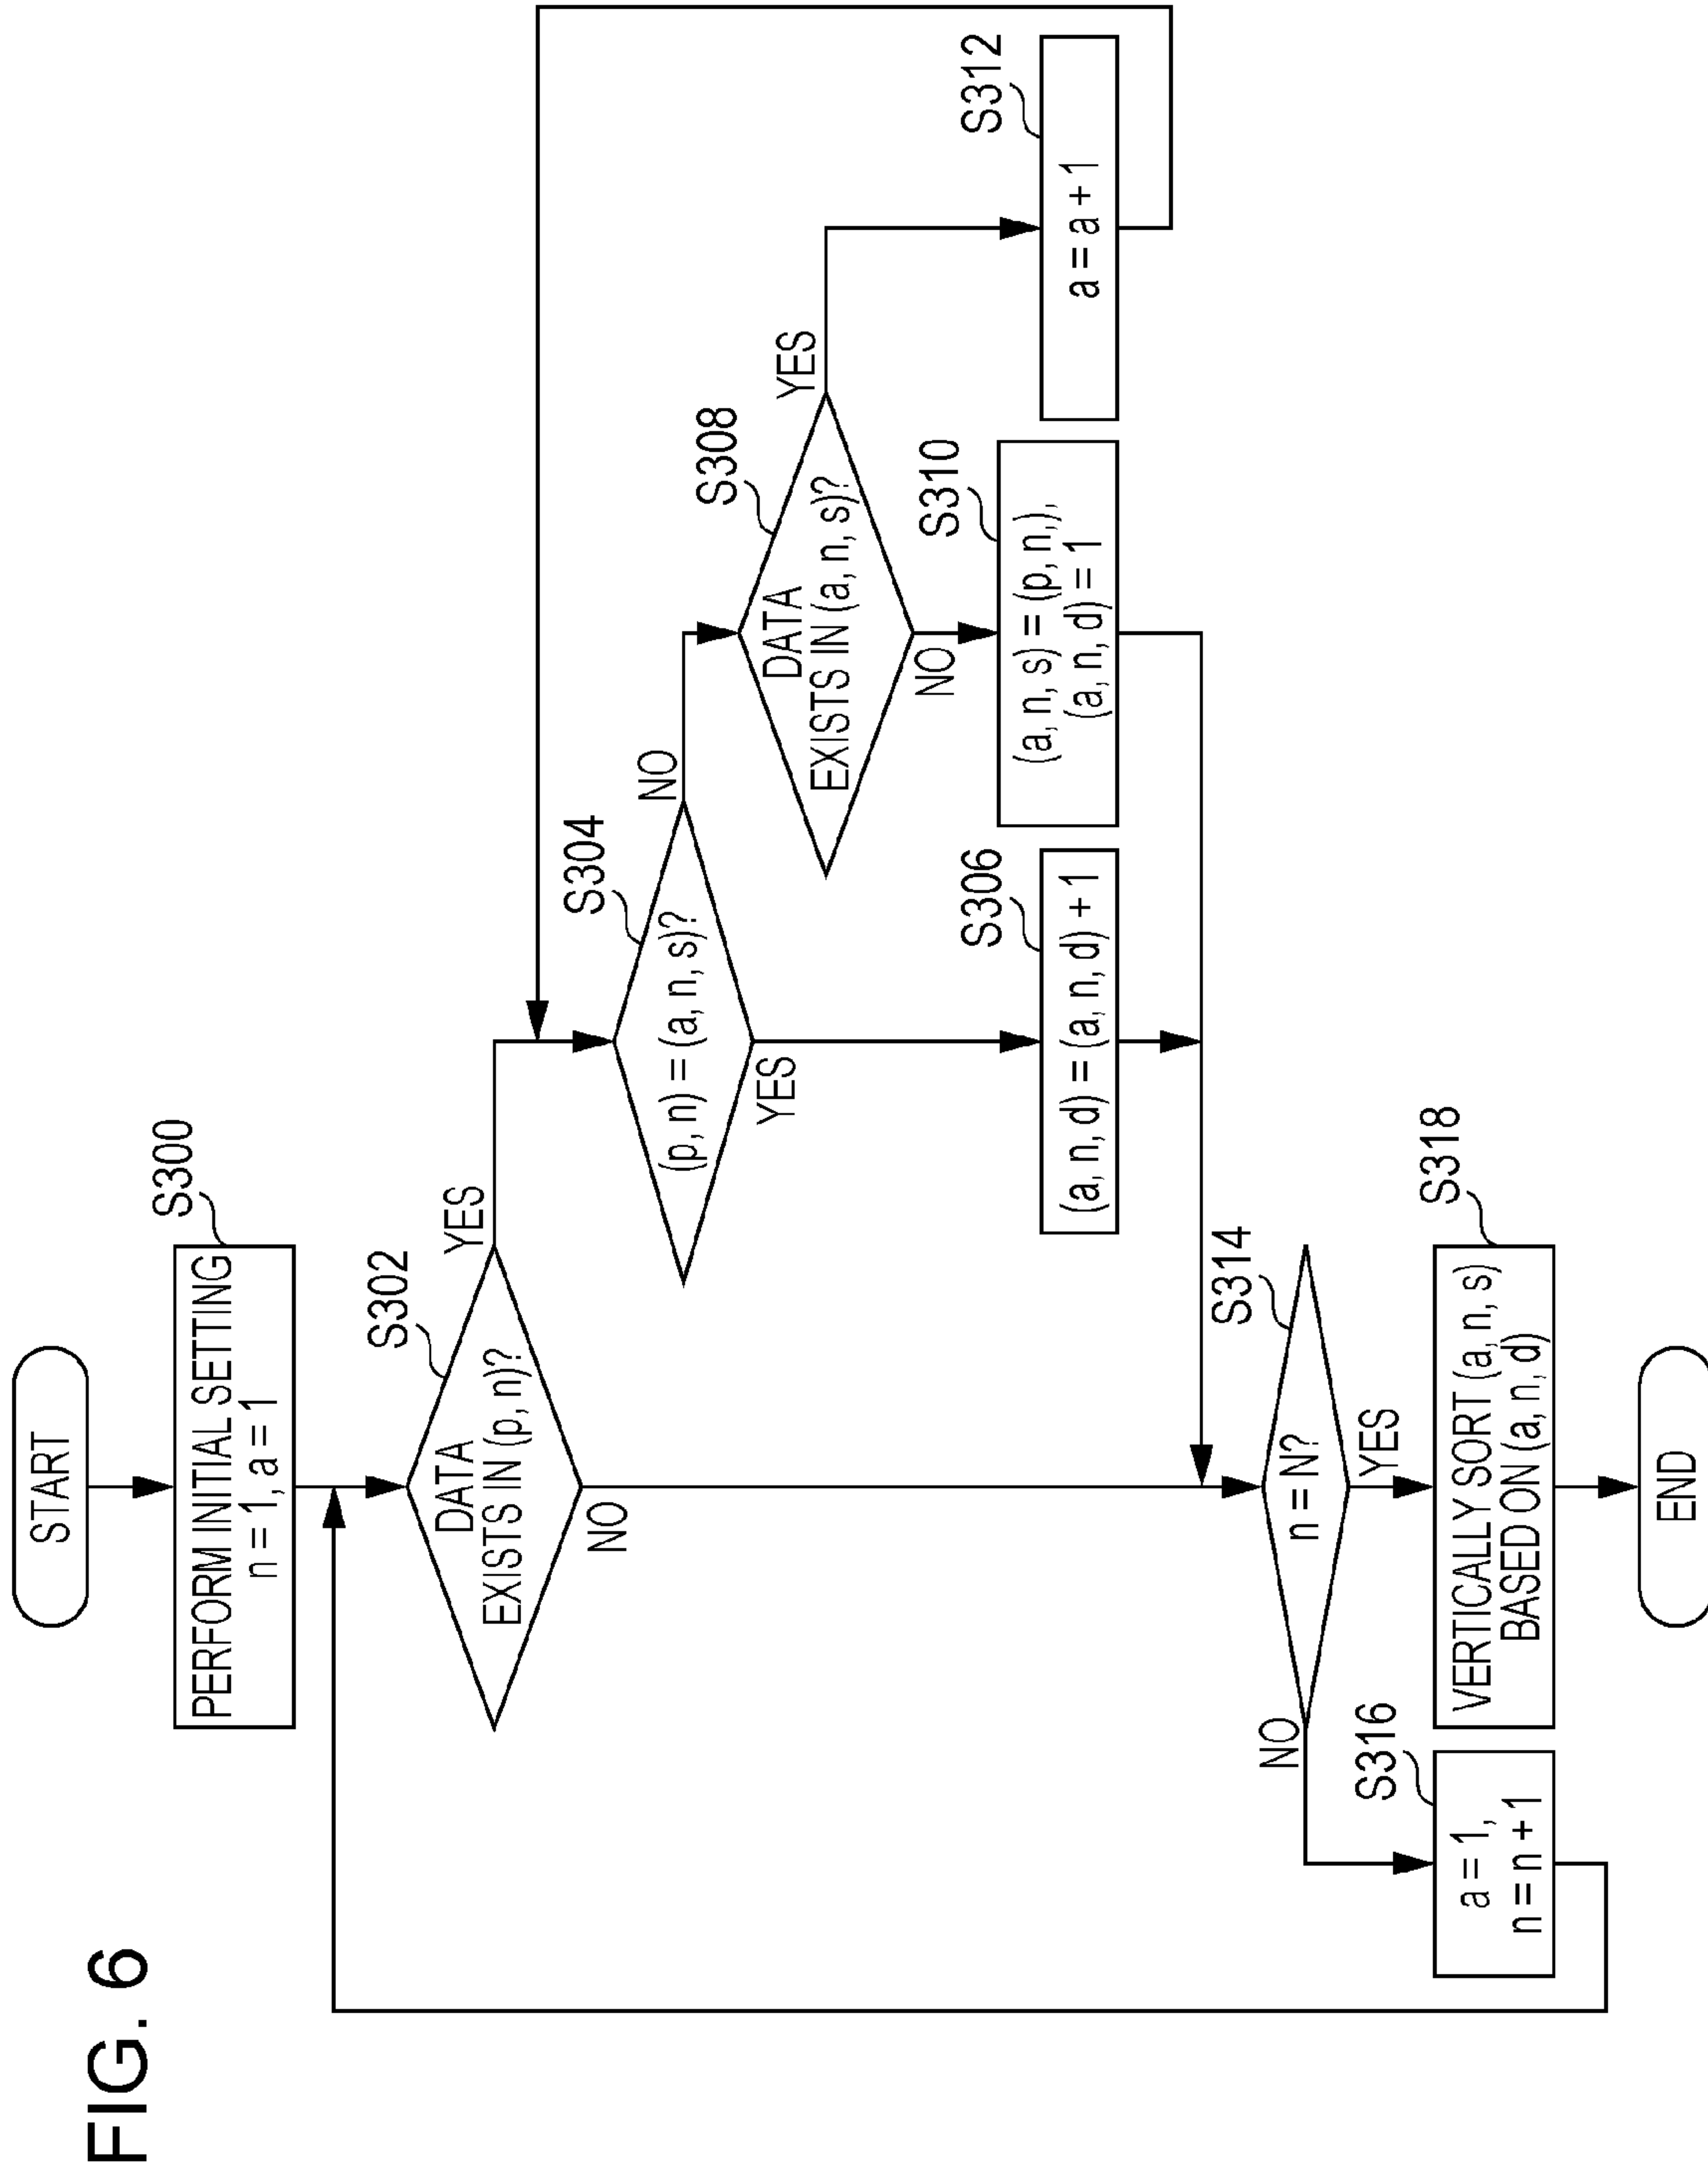 FIG. 6
START
S300
PERFORM INITIAL SETTING
n = 1, a = 1
S302
DATA
EXISTS IN (p, n)?
YES
NO
S304
(p, n) = (a, n, s)?
NO
YES
S308
DATA
EXISTS IN (a, n, s)?
YES
NO
S306
(a, n, d) = (a, n, d) + 1
S310
(a, n, s) = (p, n,),
(a, n, d) = 1
S312
a = a + 1
S314
n = N?
NO
YES
S316
a = 1,
n = n + 1
S318
VERTICALLY SORT (a, n, s)
BASED ON (a, n, d)
END